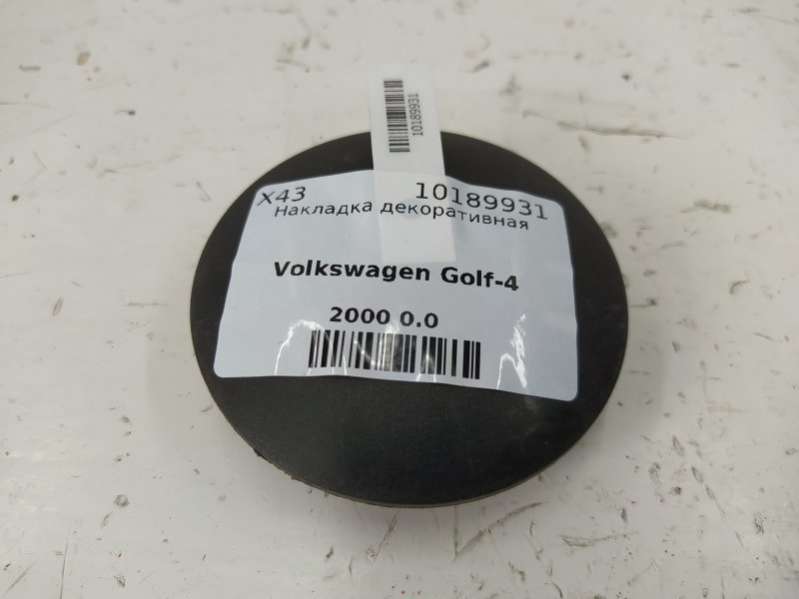 10189931
x43 10189931
Накладка декоративная
Volkswagen Golf-4
2000 0.0